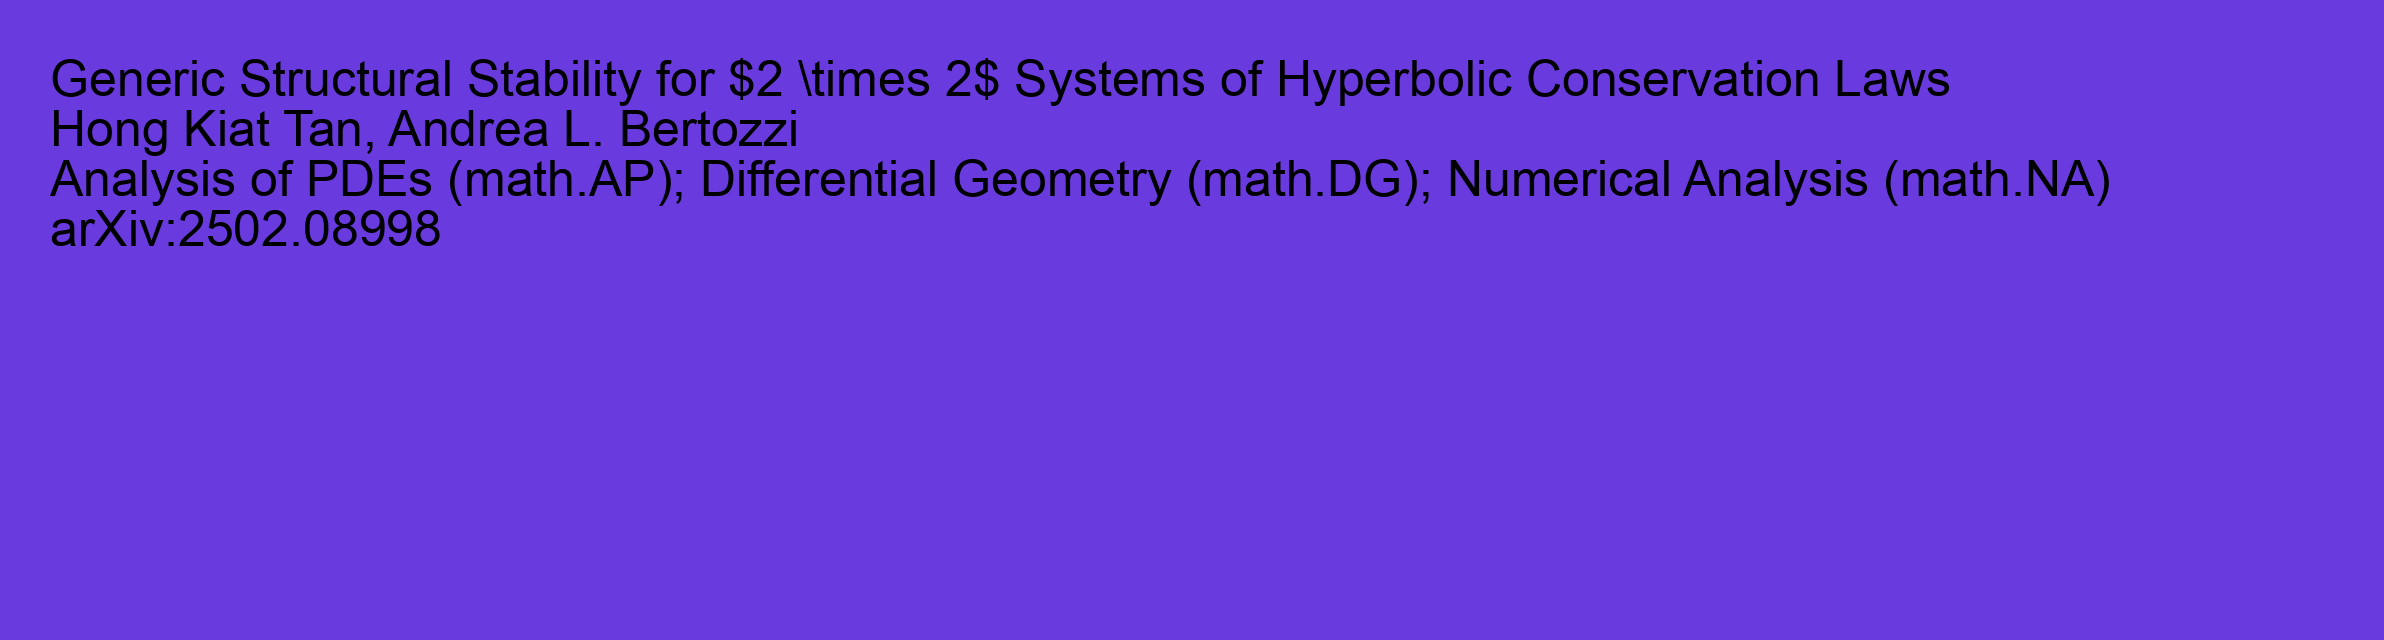 Generic Structural Stability for $2 \times 2$ Systems of Hyperbolic Conservation Laws
Hong Kiat Tan, Andrea L. Bertozzi
Analysis of PDEs (math.AP); Differential Geometry (math.DG); Numerical Analysis (math.NA)
arXiv:2502.08998